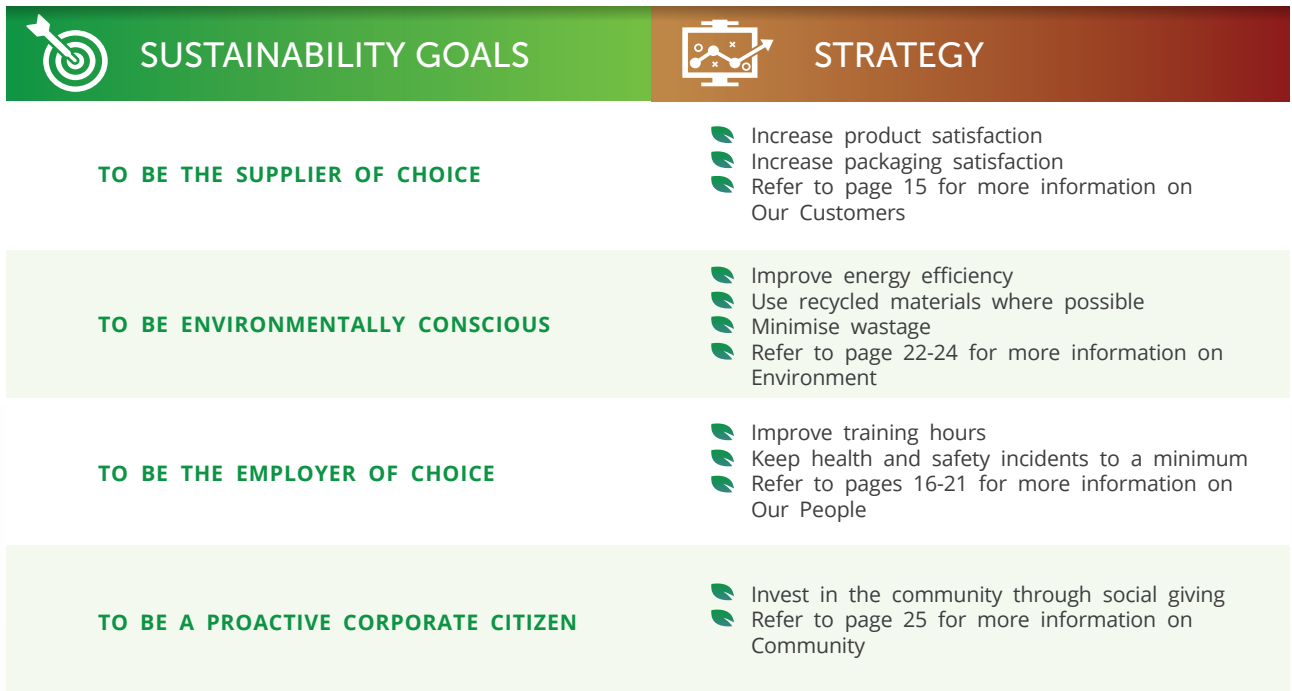 SUSTAINABILITY GOALS
STRATEGY
TO BE THE SUPPLIER OF CHOICE
Increase product satisfaction
Increase packaging satisfaction
Refer to page 15 for more information on
Our Customers
TO BE ENVIRONMENTALLY CONSCIOUS
Improve energy efficiency
Use recycled materials where possible
Minimise wastage
Refer to page 22-24 for more information on
Environment
TO BE THE EMPLOYER OF CHOICE
Improve training hours
Keep health and safety incidents to a minimum
Refer to pages 16-21 for more information on
Our People
TO BE A PROACTIVE CORPORATE CITIZEN
Invest in the community through social giving
Refer to page 25 for more information on
Community